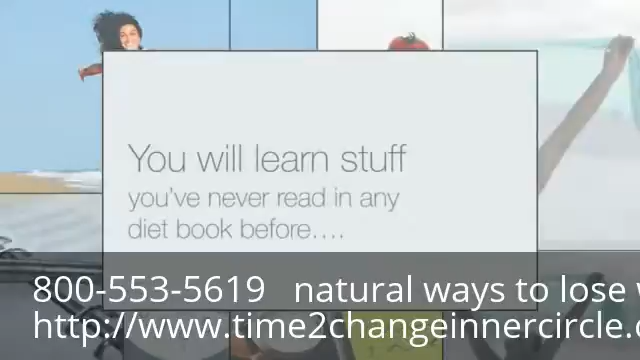 You will learn stuff
you've never read in any
diet book before....
800-553-5619 natural ways to lose
http://www.time2changeinnercircle.